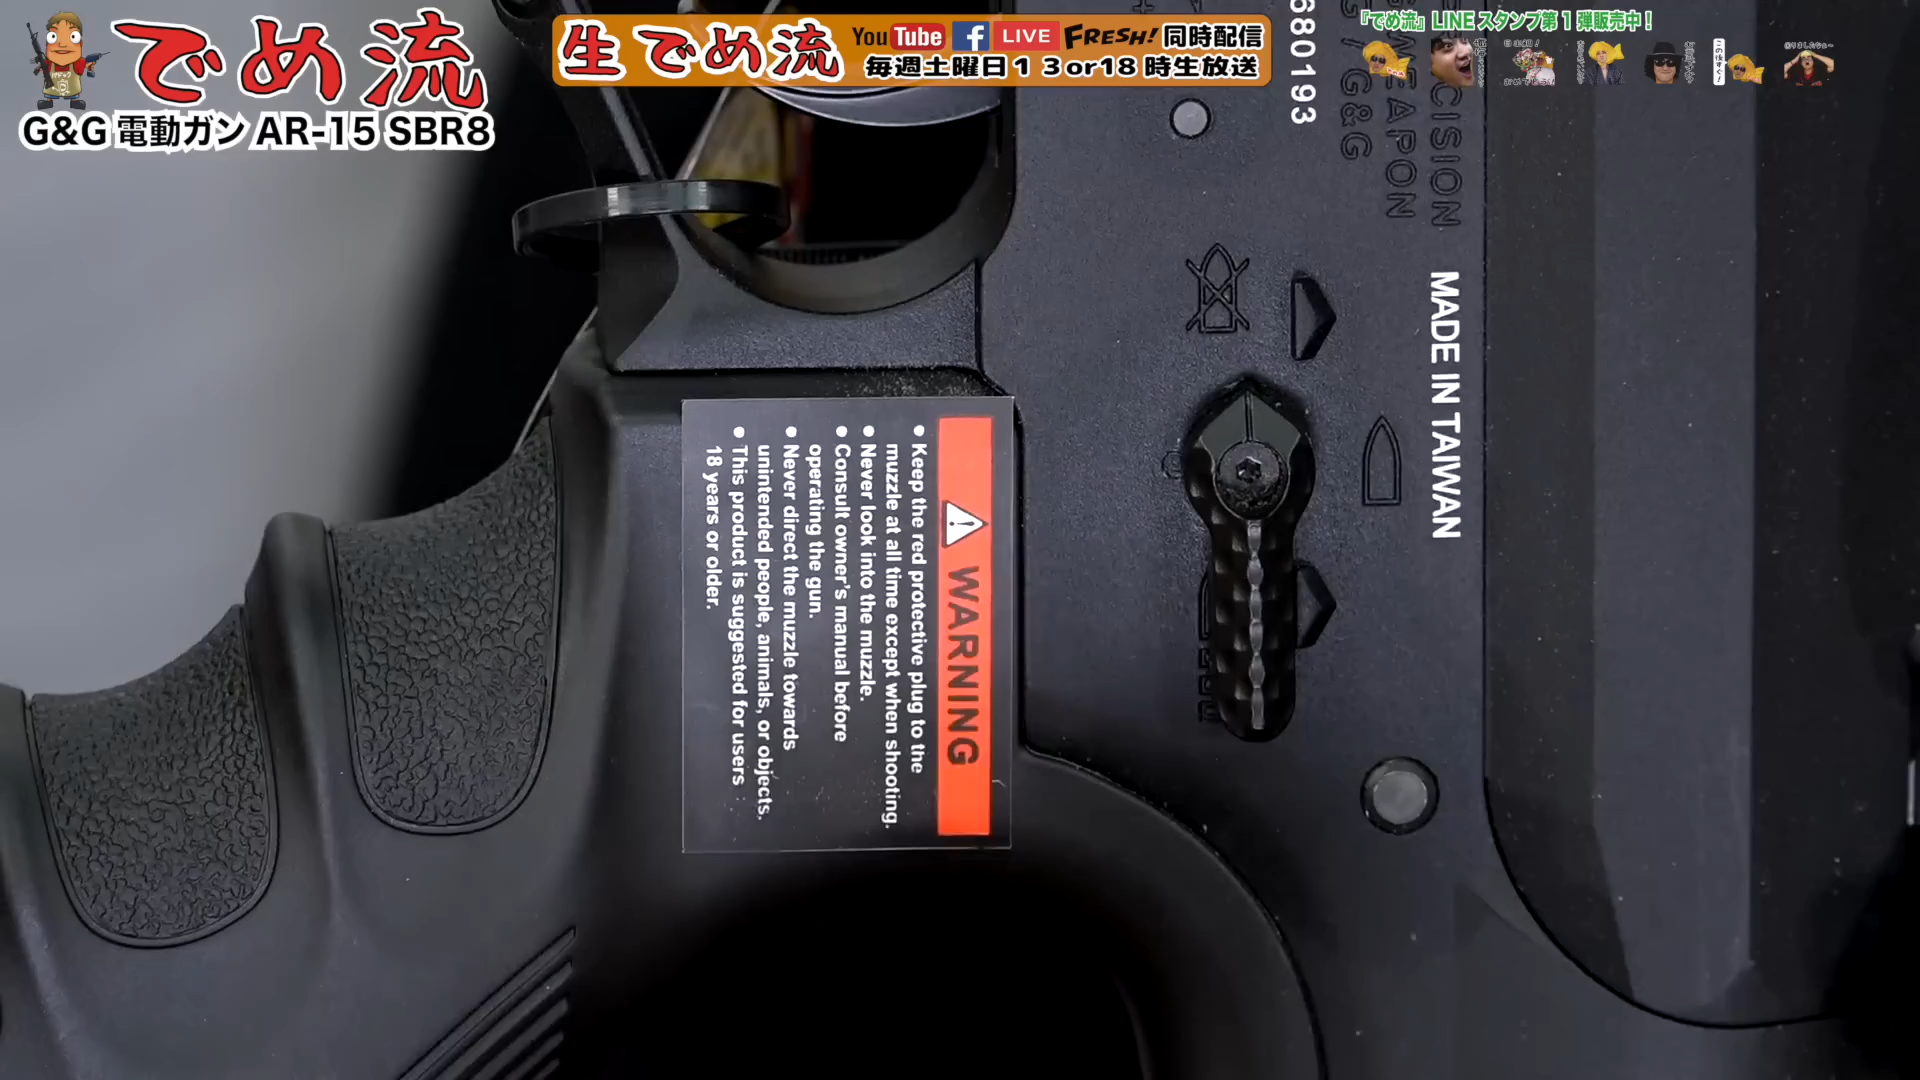 でめ流
G&G 電動ガン AR-15 SBR8
生 でめ流
YouTube LIVE FRESH! 同時配信
毎週土曜日13or18時生放送
『でめ流』LINEスタンプ第1弾販売中!
この後すぐ!
680193
G&G
WEAPON
CISION
MADE IN TAIWAN
WARNING
● Keep the red protective plug to the
muzzle at all time except when shooting.
● Never look into the muzzle.
● Consult owner's manual before
operating the gun.
● Never direct the muzzle towards
unintended people, animals, or objects.
● This product is suggested for users
18 years or older.